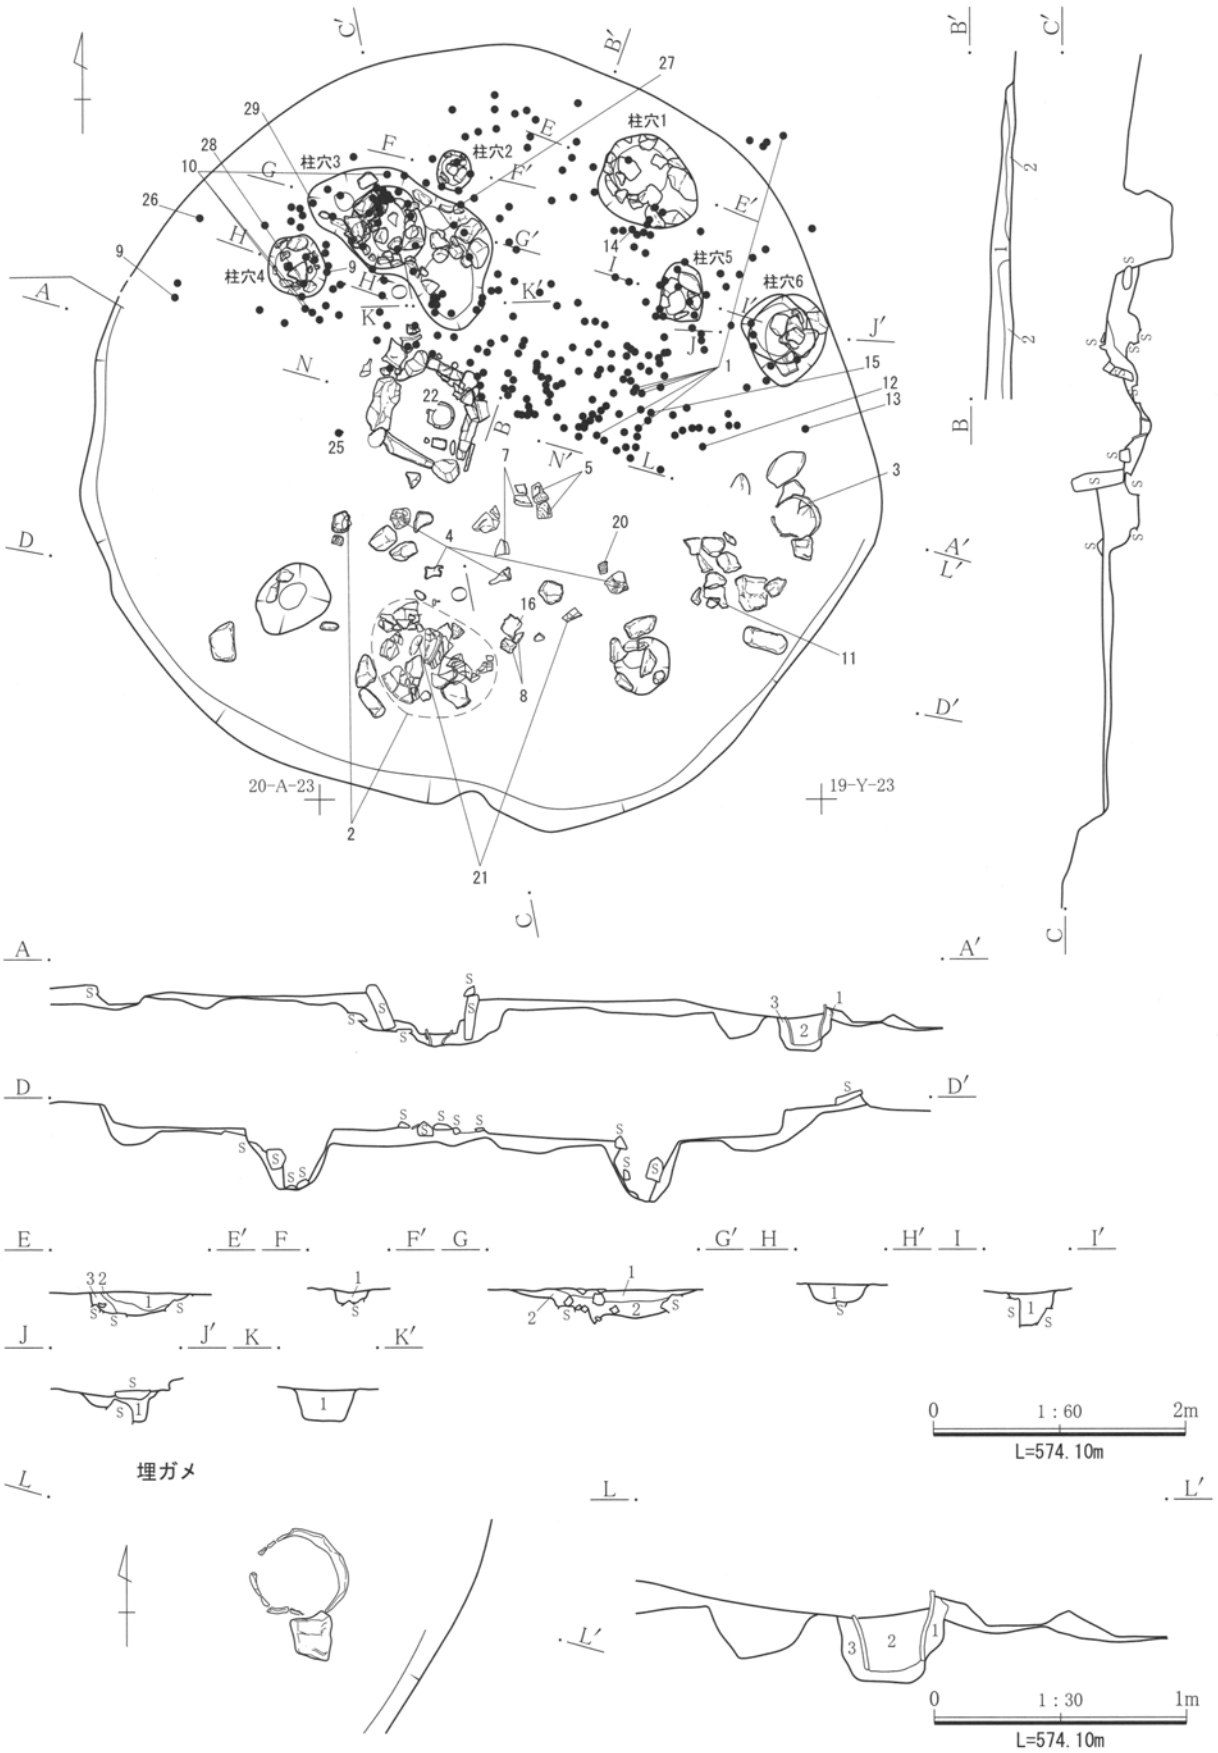 C′
B′
27
29
E
柱穴1
B′
C′
F
柱穴2
28
柱穴3
10
G
F′
2
26
E′
H
G′
14
1
9
柱穴4
9
I
柱穴5
S
H′
柱穴6
A
O
K
K′
I′
2
J
J′
S
S
N
1
15
S
22
12
13
B
B
S
25
N′
L
7
5
3
S
S
D
20
A′
4
L′
S
O
16
11
8
D′
20-A-23
19-Y-23
2
21
C
C
A
A′
S
S
S
S
S
S
3
1
2
D
D′
S
S
S
S
S
S
S
S
S
S
S
S
S
E
E′
F
F′
G
G′
H
H′
I
I′
3 2
1
S
S
1
S
1
2
S
2
1
S
S
1
S
J
J′
K
K′
S
S
1
1
0
1：60
2m
L=574.10m
埋ガメ
L
L
L′
L′
3
2
1
0
1：30
1m
L=574.10m